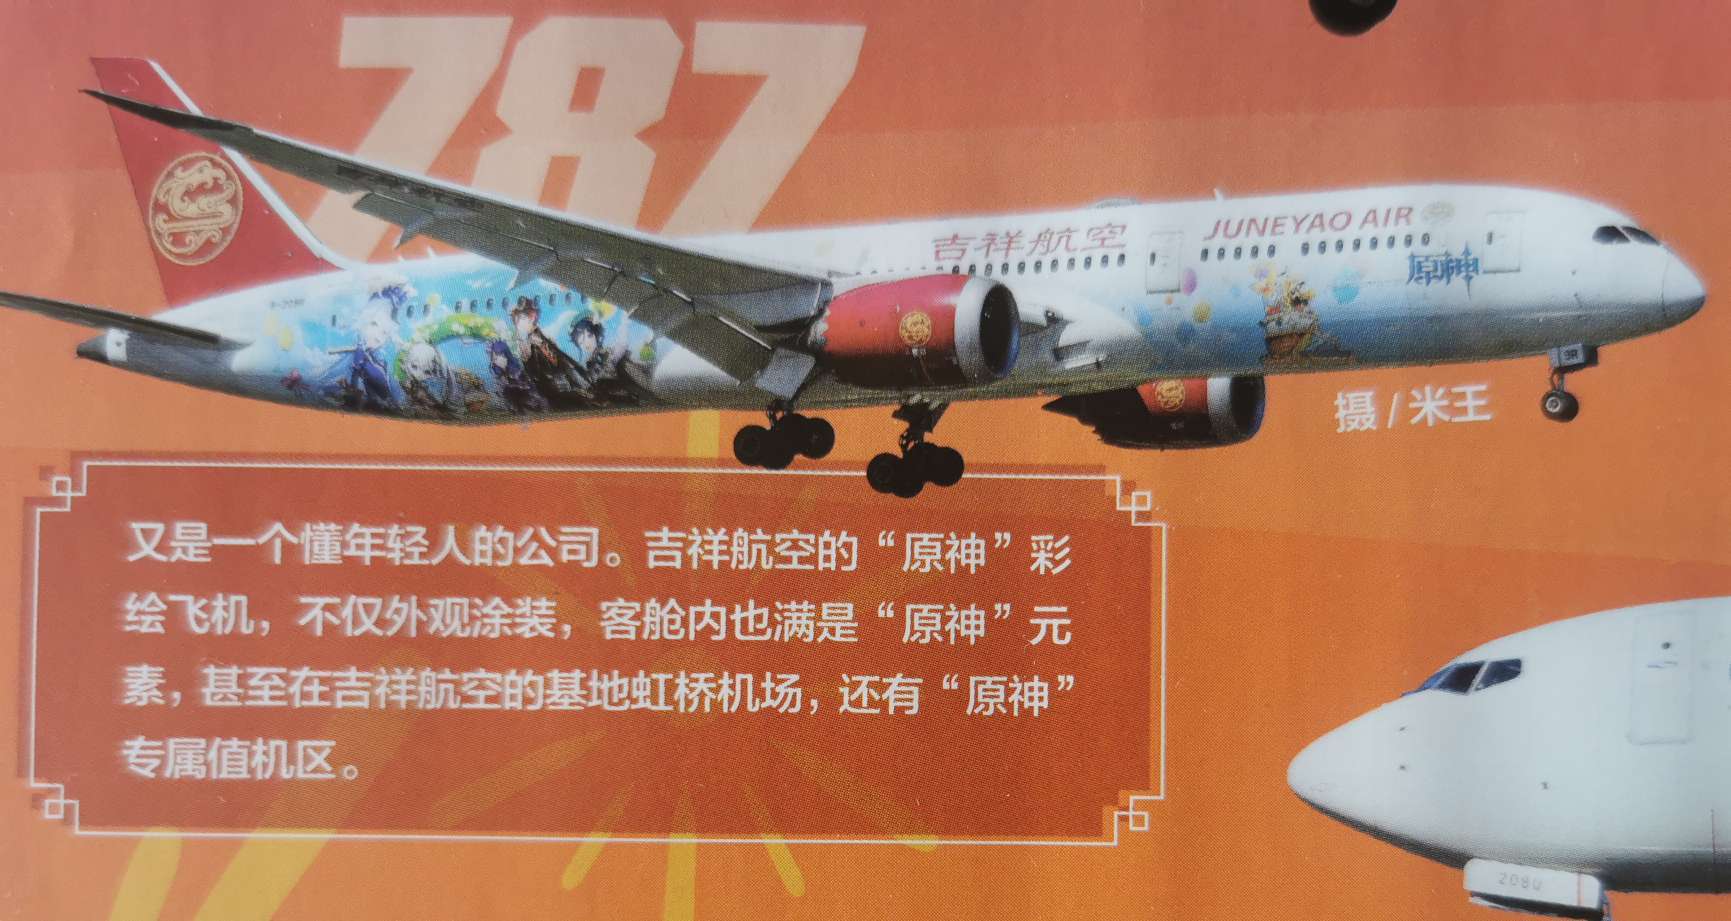 787
吉祥航空
JUNEYAO AIR
原神
摄/米王
又是一个懂年轻人的公司。吉祥航空的“原神”彩
绘飞机，不仅外观涂装，客舱内也满是“原神”元
素，甚至在吉祥航空的基地虹桥机场，还有“原神”
专属值机区。